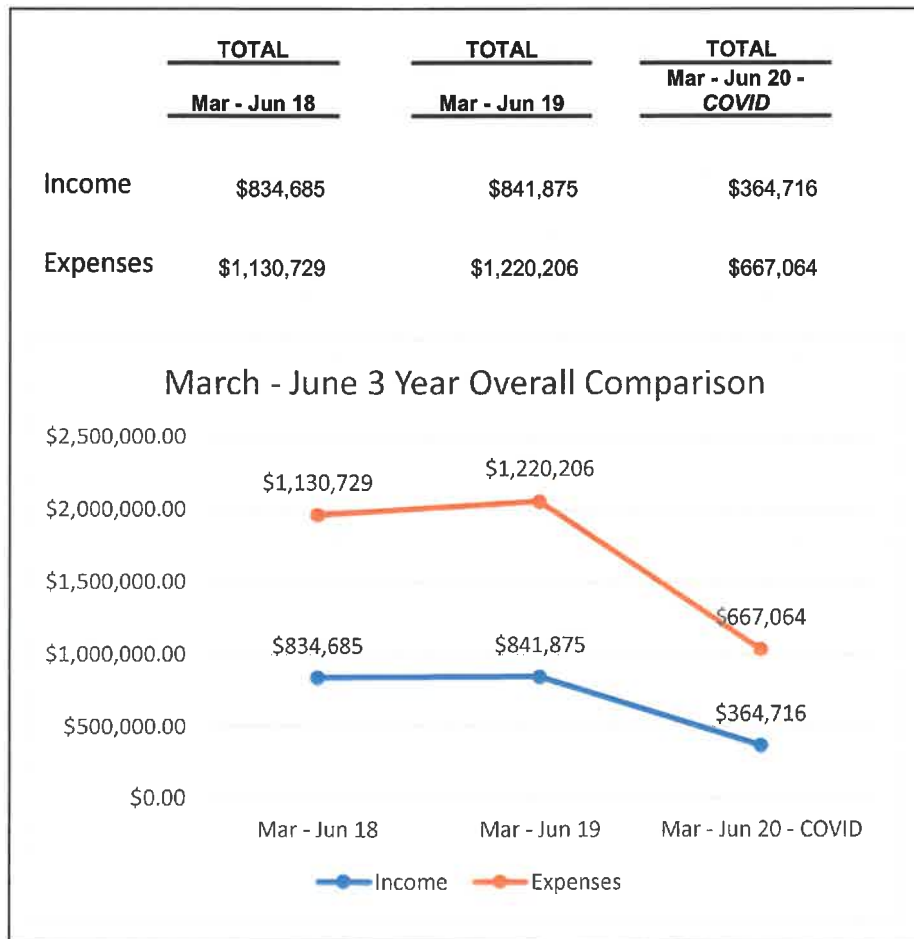 TOTAL TOTAL TOTAL
Mar - Jun 18 Mar - Jun 19 Mar - Jun 20 - COVID
Income $834,685 $841,875 $364,716
Expenses $1,130,729 $1,220,206 $667,064
March - June 3 Year Overall Comparison
$2,500,000.00
$2,000,000.00
$1,500,000.00
$1,000,000.00
$500,000.00
$0.00
$1,130,729 $1,220,206 $667,064
$834,685 $841,875 $364,716
Mar - Jun 18 Mar - Jun 19 Mar - Jun 20 - COVID
Income Expenses